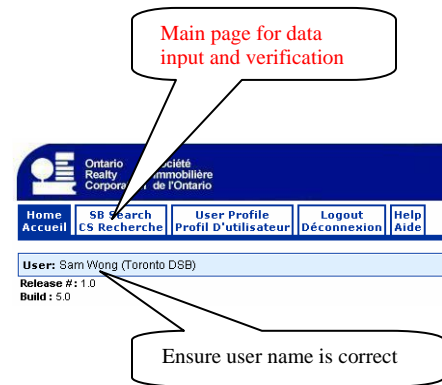 Main page for data
input and verification
Ontario
Realty
Société
Immobilière
de l'Ontario
Home SB Search User Profile Logout Help
Accueil CS Recherche Profil D'utilisateur Déconnexion Aide
User: Sam Wong (Toronto DSB)
Release #: 1.0
Build : 5.0
Ensure user name is correct